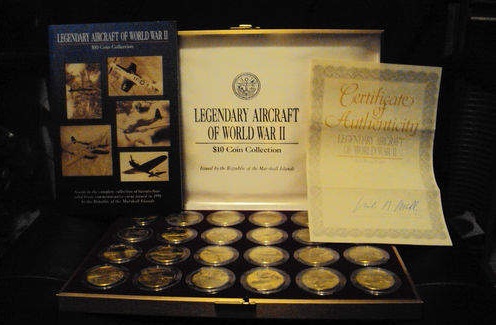 LEGENDARY AIRCRAFT OF WORLD WAR II
$10 Coin Collection
LEGENDARY AIRCRAFT
OF WORLD WAR II
$10 Coin Collection
Issued by the Republic of the Marshall Islands
Certificate
of
Authenticity
LEGENDARY AIRCRAFT
OF WORLD WAR II